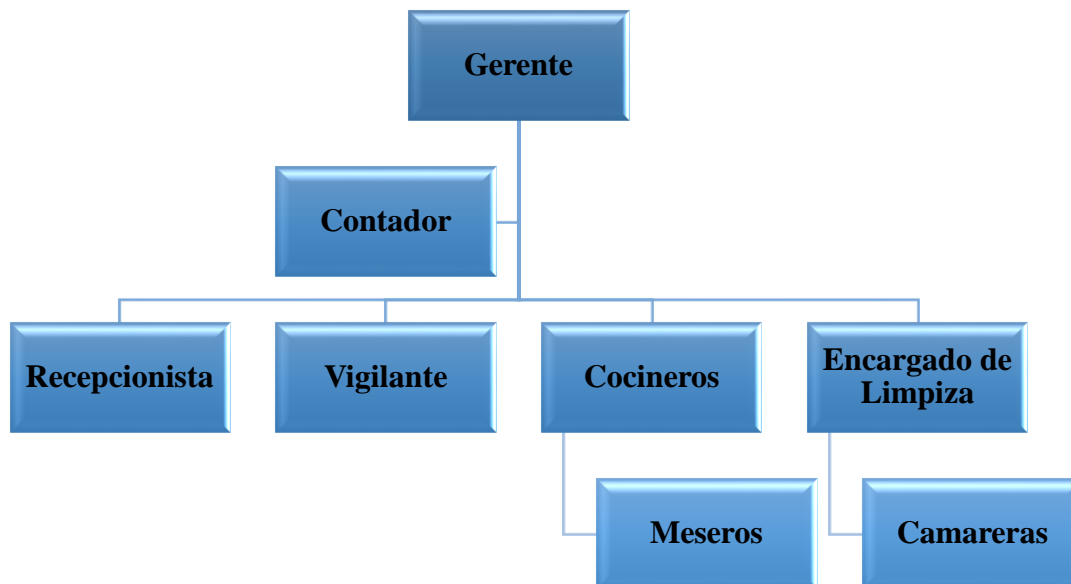 Gerente
Contador
Recepcionista
Vigilante
Cocineros
Encargado de
Limpiza
Meseros
Camareras